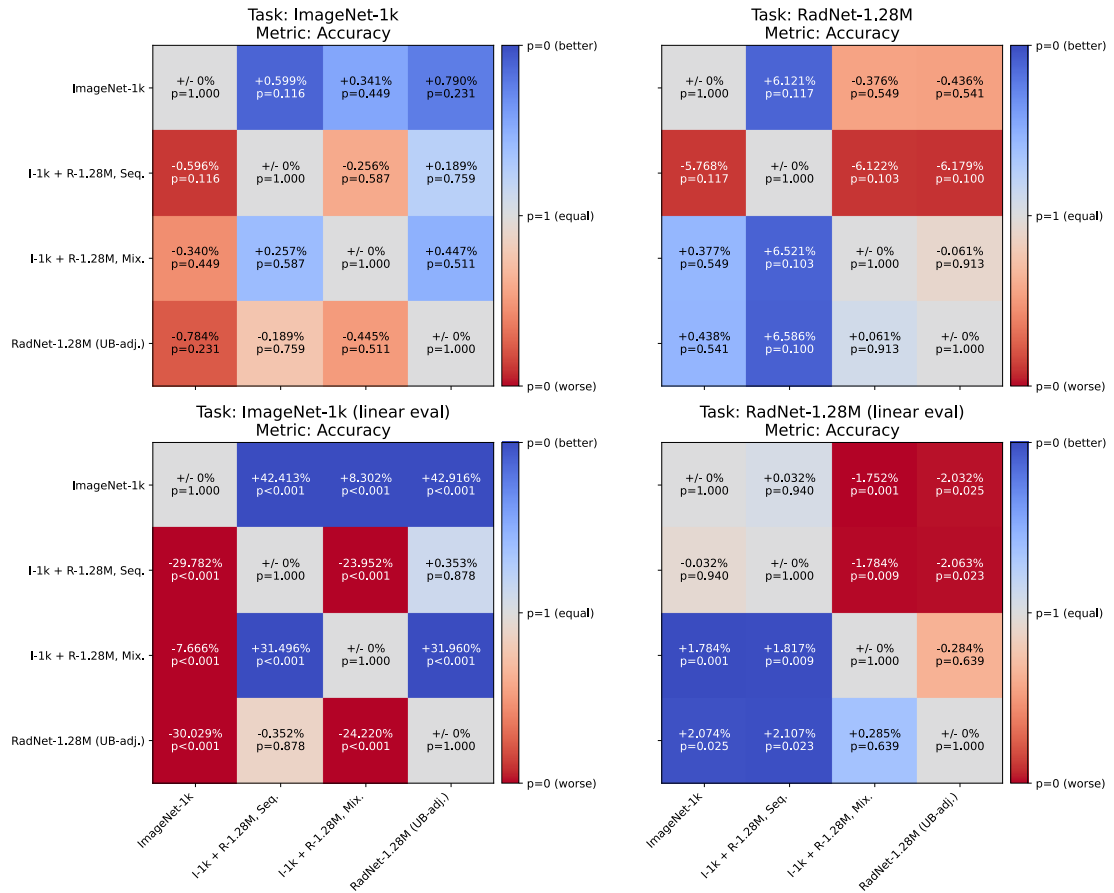 Task: ImageNet-1k
Metric: Accuracy
ImageNet-1k
+/- 0%
p=1.000
+0.599%
p=0.116
+0.341%
p=0.449
+0.790%
p=0.231
I-1k + R-1.28M, Seq.
-0.596%
p=0.116
+/- 0%
p=1.000
-0.256%
p=0.587
+0.189%
p=0.759
I-1k + R-1.28M, Mix.
-0.340%
p=0.449
+0.257%
p=0.587
+/- 0%
p=1.000
+0.447%
p=0.511
RadNet-1.28M (UB-adj.)
-0.784%
p=0.231
-0.189%
p=0.759
-0.445%
p=0.511
+/- 0%
p=1.000
p=0 (better)
p=1 (equal)
p=0 (worse)
Task: RadNet-1.28M
Metric: Accuracy
+/- 0%
p=1.000
+6.121%
p=0.117
-0.376%
p=0.549
-0.436%
p=0.541
-5.768%
p=0.117
+/- 0%
p=1.000
-6.122%
p=0.103
-6.179%
p=0.100
+0.377%
p=0.549
+6.521%
p=0.103
+/- 0%
p=1.000
-0.061%
p=0.913
+0.438%
p=0.541
+6.586%
p=0.100
+0.061%
p=0.913
+/- 0%
p=1.000
p=0 (better)
p=1 (equal)
p=0 (worse)
Task: ImageNet-1k (linear eval)
Metric: Accuracy
ImageNet-1k
+/- 0%
p=1.000
+42.413%
p<0.001
+8.302%
p<0.001
+42.916%
p<0.001
I-1k + R-1.28M, Seq.
-29.782%
p<0.001
+/- 0%
p=1.000
-23.952%
p<0.001
+0.353%
p=0.878
I-1k + R-1.28M, Mix.
-7.666%
p<0.001
+31.496%
p<0.001
+/- 0%
p=1.000
+31.960%
p<0.001
RadNet-1.28M (UB-adj.)
-30.029%
p<0.001
-0.352%
p=0.878
-24.220%
p<0.001
+/- 0%
p=1.000
p=0 (better)
p=1 (equal)
p=0 (worse)
ImageNet-1k
I-1k + R-1.28M, Seq.
I-1k + R-1.28M, Mix.
RadNet-1.28M (UB-adj.)
Task: RadNet-1.28M (linear eval)
Metric: Accuracy
+/- 0%
p=1.000
+0.032%
p=0.940
-1.752%
p=0.001
-2.032%
p=0.025
-0.032%
p=0.940
+/- 0%
p=1.000
-1.784%
p=0.009
-2.063%
p=0.023
+1.784%
p=0.001
+1.817%
p=0.009
+/- 0%
p=1.000
-0.284%
p=0.639
+2.074%
p=0.025
+2.107%
p=0.023
+0.285%
p=0.639
+/- 0%
p=1.000
p=0 (better)
p=1 (equal)
p=0 (worse)
ImageNet-1k
I-1k + R-1.28M, Seq.
I-1k + R-1.28M, Mix.
RadNet-1.28M (UB-adj.)